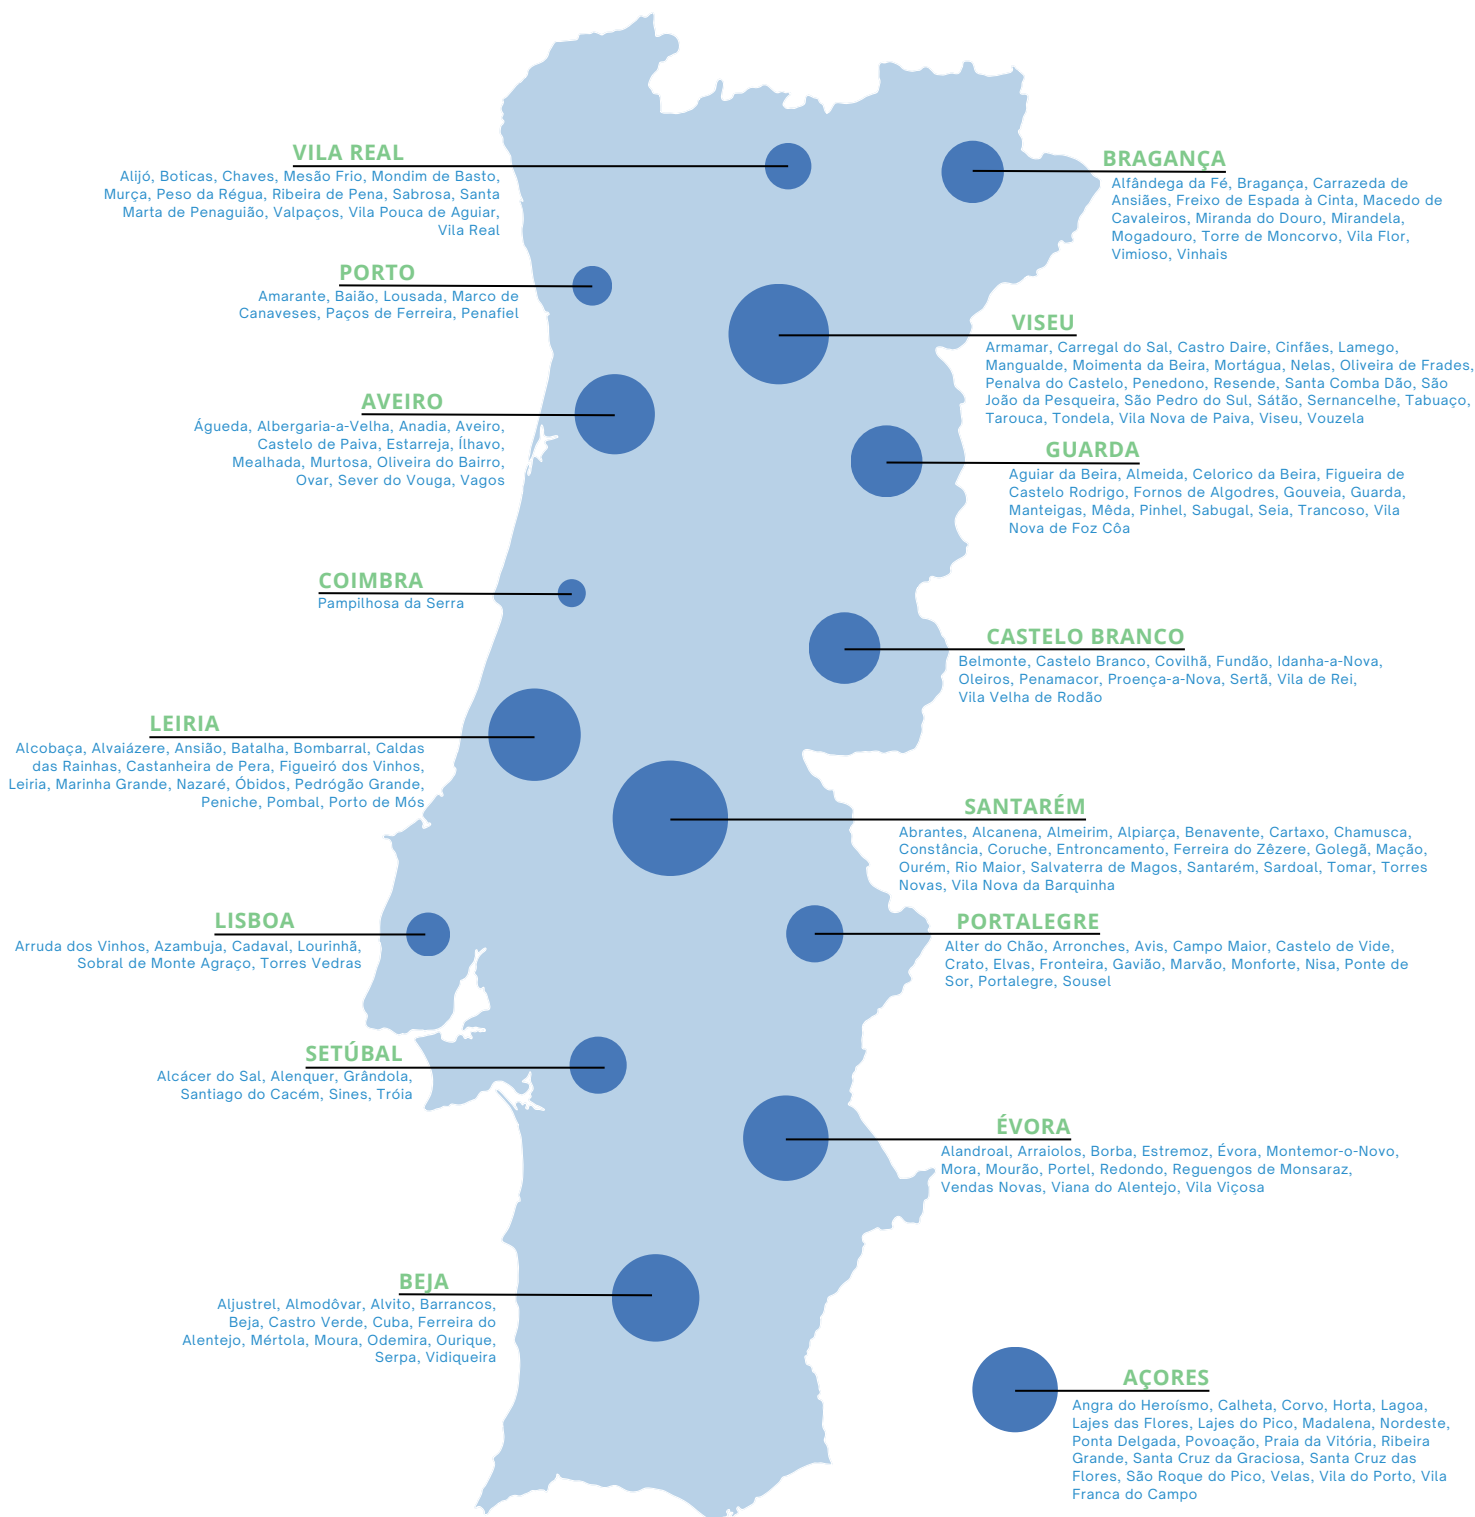 VILA REAL
Alijó, Boticas, Chaves, Mesão Frio, Mondim de Basto,
Murça, Peso da Régua, Ribeira de Pena, Sabrosa, Santa
Marta de Penaguião, Valpaços, Vila Pouca de Aguiar,
Vila Real
BRAGANÇA
Alfândega da Fé, Bragança, Carrazeda de
Ansiães, Freixo de Espada à Cinta, Macedo de
Cavaleiros, Miranda do Douro, Mirandela,
Mogadouro, Torre de Moncorvo, Vila Flor,
Vimioso, Vinhais
PORTO
Amarante, Baião, Lousada, Marco de
Canaveses, Paços de Ferreira, Penafiel
VISEU
Armamar, Carregal do Sal, Castro Daire, Cinfães, Lamego,
Mangualde, Moimenta da Beira, Mortágua, Nelas, Oliveira de Frades,
Penalva do Castelo, Penedono, Resende, Santa Comba Dão, São
João da Pesqueira, São Pedro do Sul, Sátão, Sernancelhe, Tabuaço,
Tarouca, Tondela, Vila Nova de Paiva, Viseu, Vouzela
AVEIRO
Águeda, Albergaria-a-Velha, Anadia, Aveiro,
Castelo de Paiva, Estarreja, Ílhavo,
Mealhada, Murtosa, Oliveira do Bairro,
Ovar, Sever do Vouga, Vagos
GUARDA
Aguiar da Beira, Almeida, Celorico da Beira, Figueira de
Castelo Rodrigo, Fornos de Algodres, Gouveia, Guarda,
Manteigas, Mêda, Pinhel, Sabugal, Seia, Trancoso, Vila
Nova de Foz Côa
COIMBRA
Pampilhosa da Serra
CASTELO BRANCO
Belmonte, Castelo Branco, Covilhã, Fundão, Idanha-a-Nova,
Oleiros, Penamacor, Proença-a-Nova, Sertã, Vila de Rei,
Vila Velha de Rodão
LEIRIA
Alcobaça, Alvaiázere, Ansião, Batalha, Bombarral, Caldas
das Rainhas, Castanheira de Pera, Figueiró dos Vinhos,
Leiria, Marinha Grande, Nazaré, Óbidos, Pedrógão Grande,
Peniche, Pombal, Porto de Mós
SANTARÉM
Abrantes, Alcanena, Almeirim, Alpiarça, Benavente, Cartaxo, Chamusca,
Constância, Coruche, Entroncamento, Ferreira do Zêzere, Golegã, Mação,
Ourém, Rio Maior, Salvaterra de Magos, Santarém, Sardoal, Tomar, Torres
Novas, Vila Nova da Barquinha
LISBOA
Arruda dos Vinhos, Azambuja, Cadaval, Lourinhã,
Sobral de Monte Agraço, Torres Vedras
PORTALEGRE
Alter do Chão, Arronches, Avis, Campo Maior, Castelo de Vide,
Crato, Elvas, Fronteira, Gavião, Marvão, Monforte, Nisa, Ponte de
Sor, Portalegre, Sousel
SETÚBAL
Alcácer do Sal, Alenquer, Grândola,
Santiago do Cacém, Sines, Tróia
ÉVORA
Alandroal, Arraiolos, Borba, Estremoz, Évora, Montemor-o-Novo,
Mora, Mourão, Portel, Redondo, Reguengos de Monsaraz,
Vendas Novas, Viana do Alentejo, Vila Viçosa
BEJA
Aljustrel, Almodôvar, Alvito, Barrancos,
Beja, Castro Verde, Cuba, Ferreira do
Alentejo, Mértola, Moura, Odemira, Ourique,
Serpa, Vidiqueira
AÇORES
Angra do Heroísmo, Calheta, Corvo, Horta, Lagoa,
Lajes das Flores, Lajes do Pico, Madalena, Nordeste,
Ponta Delgada, Povoação, Praia da Vitória, Ribeira
Grande, Santa Cruz da Graciosa, Santa Cruz das
Flores, São Roque do Pico, Velas, Vila do Porto, Vila
Franca do Campo